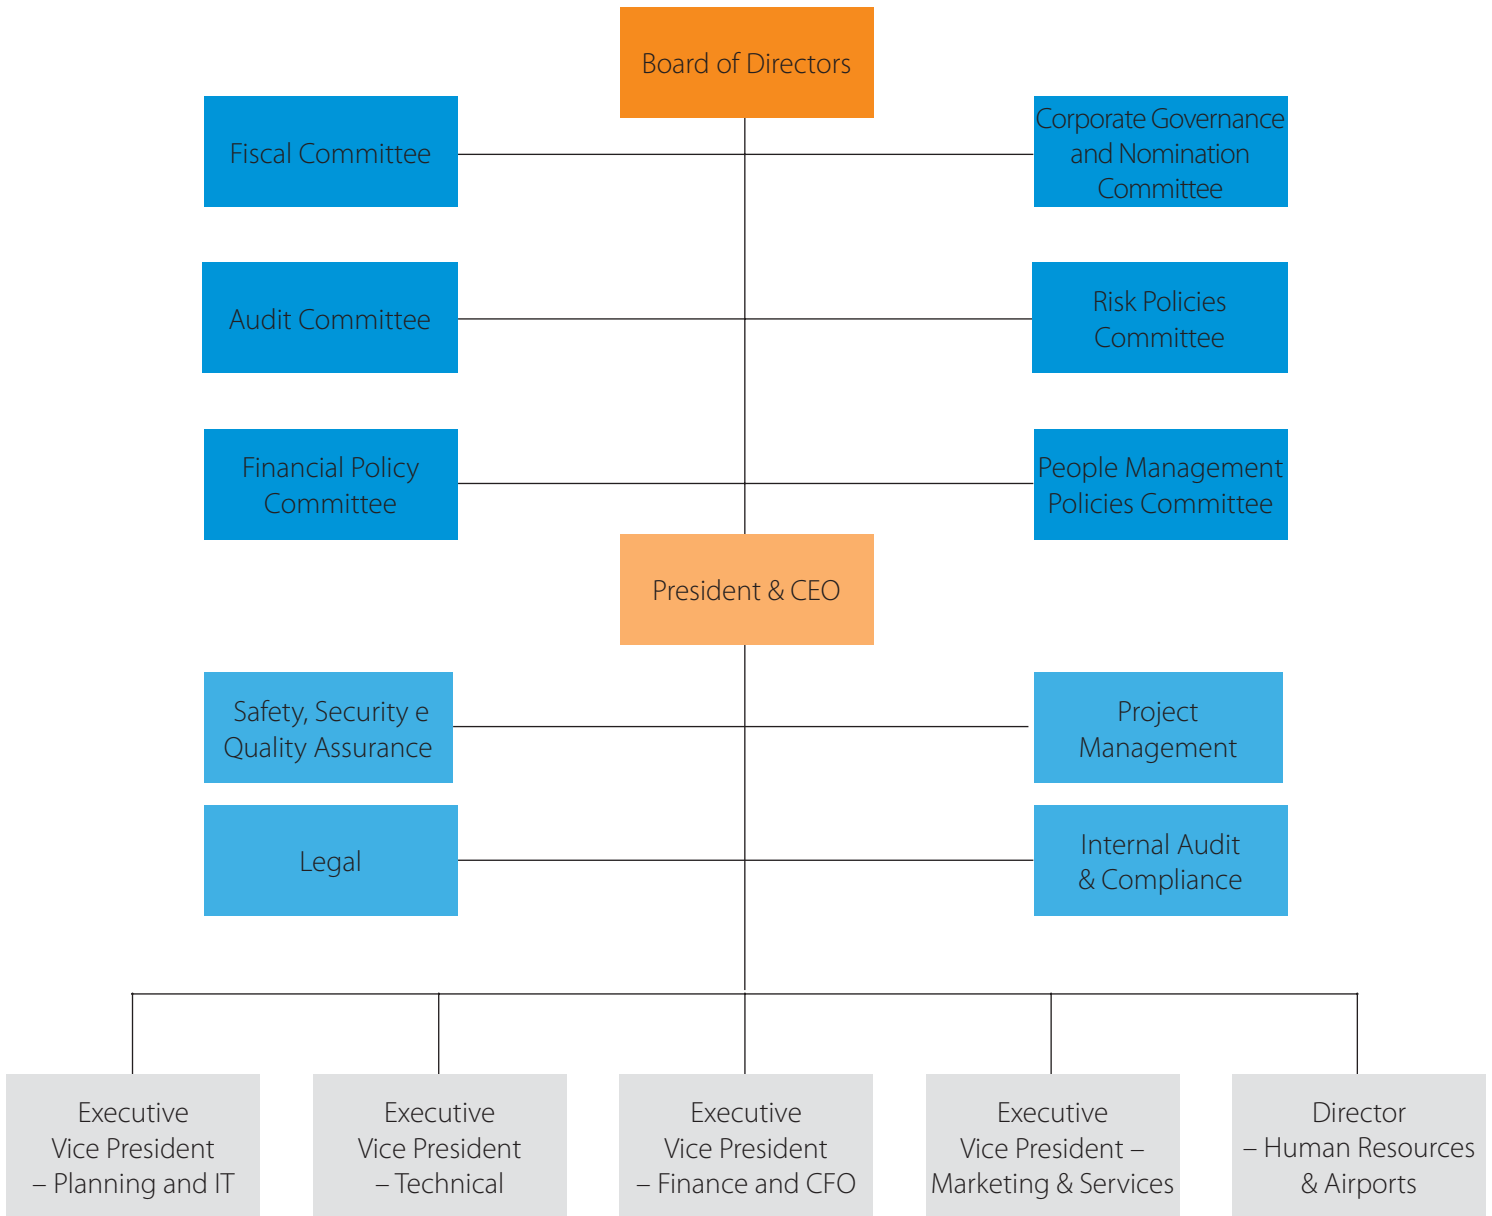 Board of Directors
Fiscal Committee
Corporate Governance
and Nomination
Committee
Audit Committee
Risk Policies
Committee
Financial Policy
Committee
People Management
Policies Committee
President & CEO
Safety, Security e
Quality Assurance
Project
Management
Legal
Internal Audit
& Compliance
Executive
Vice President
– Planning and IT
Executive
Vice President
– Technical
Executive
Vice President
– Finance and CFO
Executive
Vice President –
Marketing & Services
Director
– Human Resources
& Airports